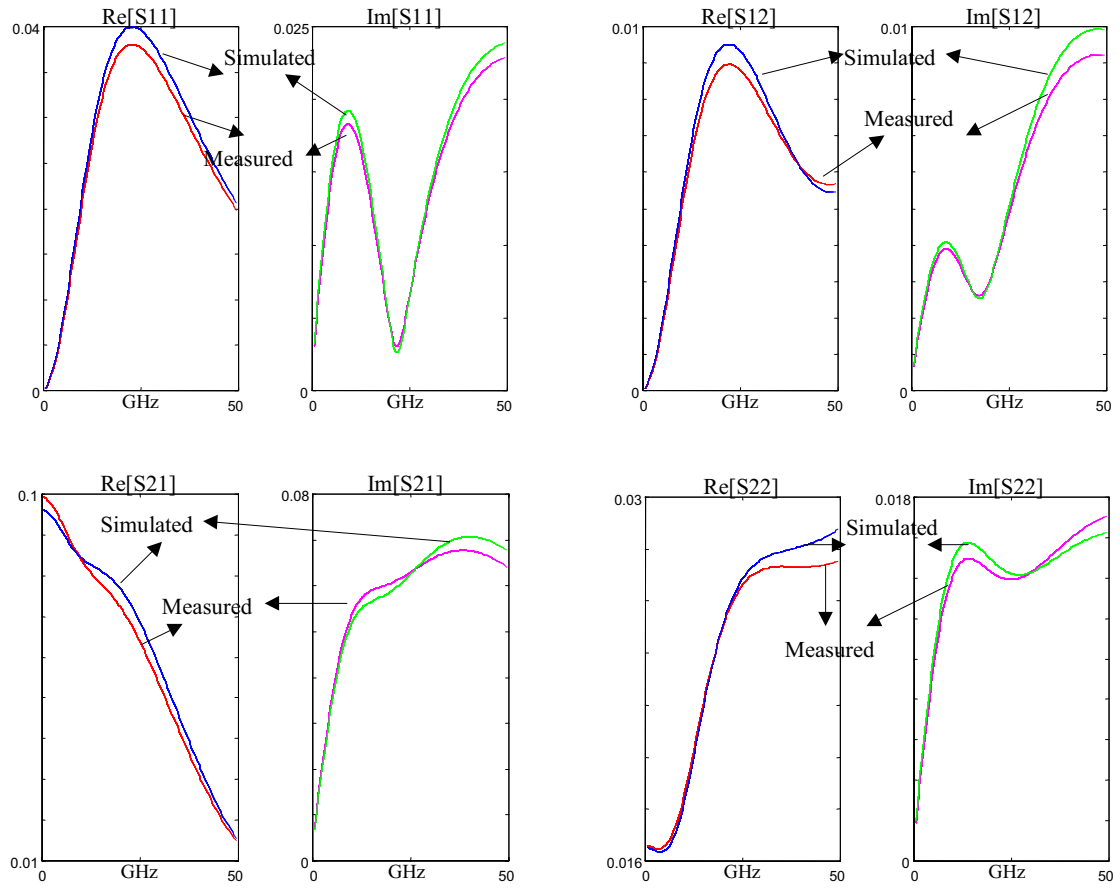 Re[S11]
Im[S11]
Re[S12]
Im[S12]
0.04
0.025
0.01
0.01
Simulated
Simulated
Measured
Measured
0
0
0
0
0
GHz
50
0
GHz
50
0
GHz
50
0
GHz
50
Re[S21]
Im[S21]
Re[S22]
Im[S22]
0.1
0.08
0.03
0.018
Simulated
Simulated
Measured
Measured
0.01
0
0.016
0
0
GHz
50
0
GHz
50
0
GHz
50
0
GHz
50